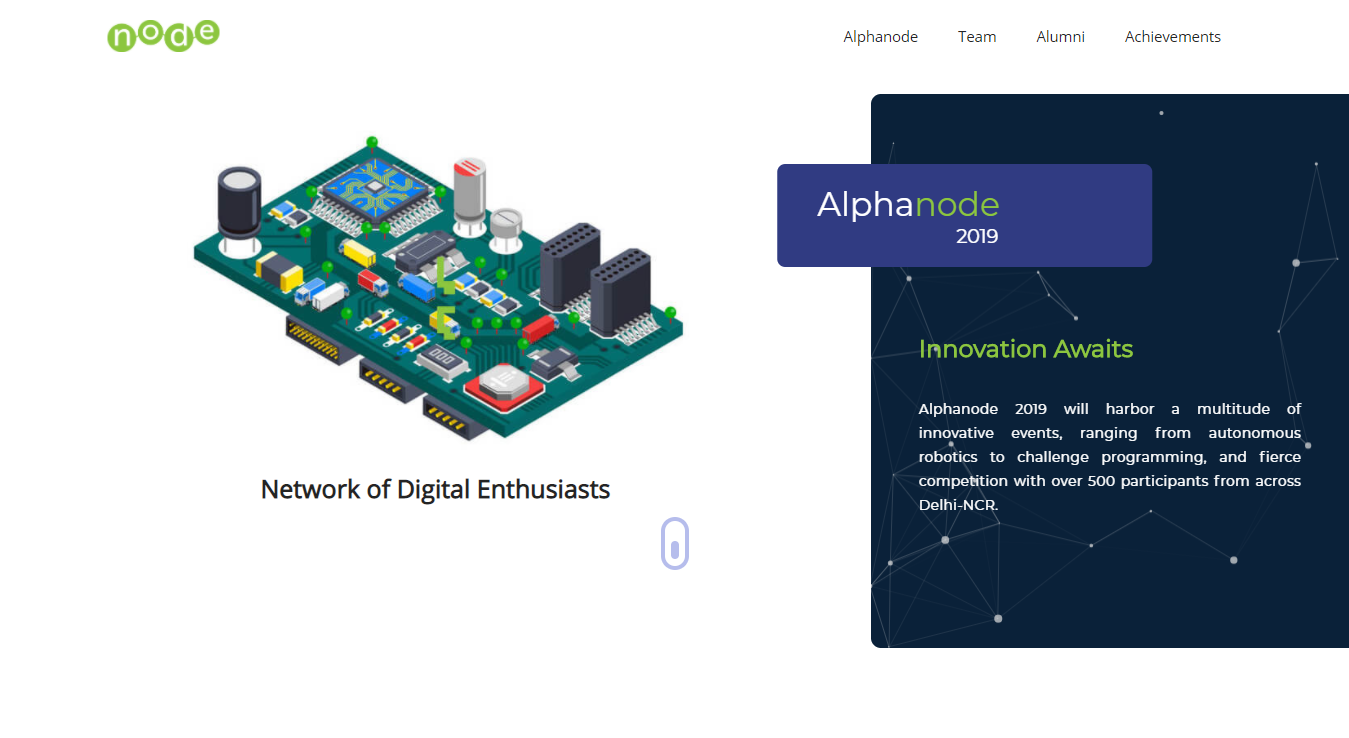 node
Alphanode Team Alumni Achievements
Alphanode
2019
Innovation Awaits
Alphanode 2019 will harbor a multitude of
innovative events, ranging from autonomous
robotics to challenge programming, and fierce
competition with over 500 participants from across
Delhi-NCR.
000
Network of Digital Enthusiasts